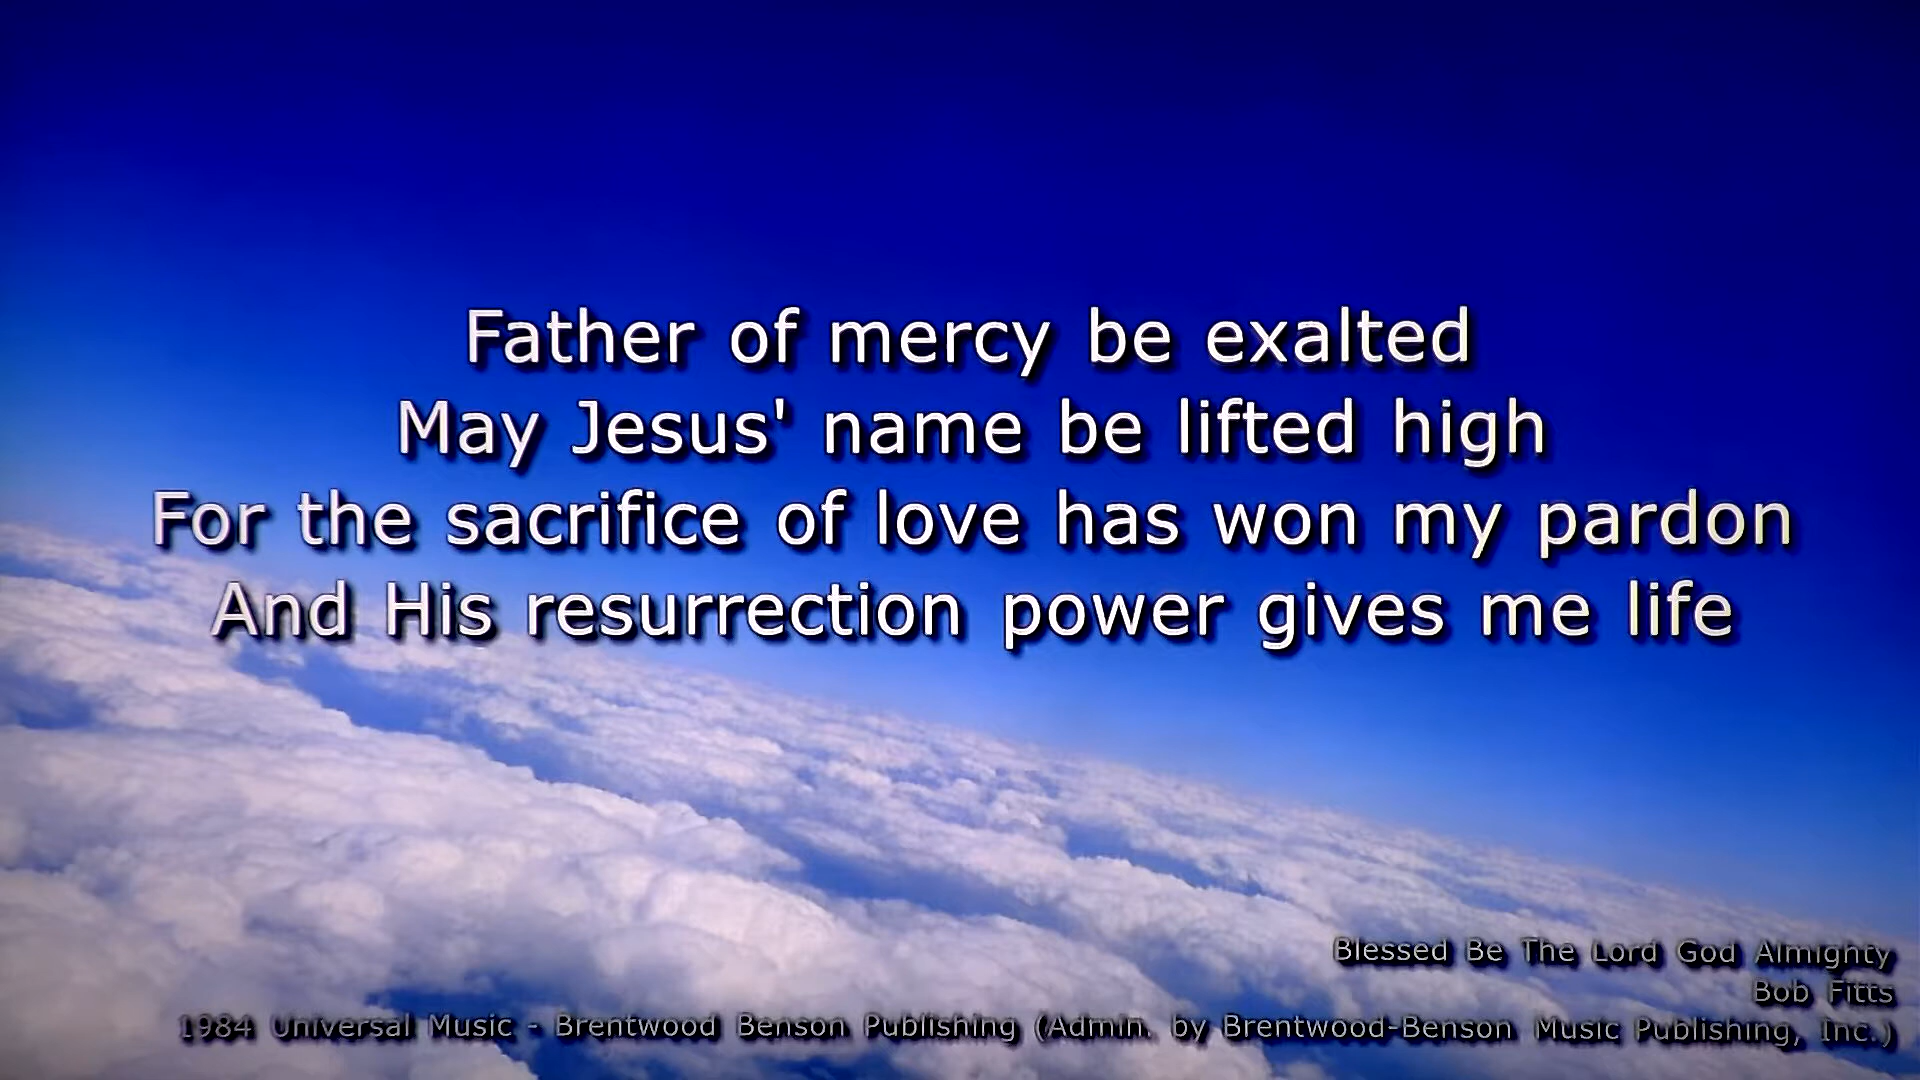 Father of mercy be exalted
May Jesus' name be lifted high
For the sacrifice of love has won my pardon
And His resurrection power gives me life
Blessed Be The Lord God Almighty
Bob Fitts
1984 Universal Music - Brentwood Benson Publishing (Admin. by Brentwood-Benson Music Publishing, Inc.)